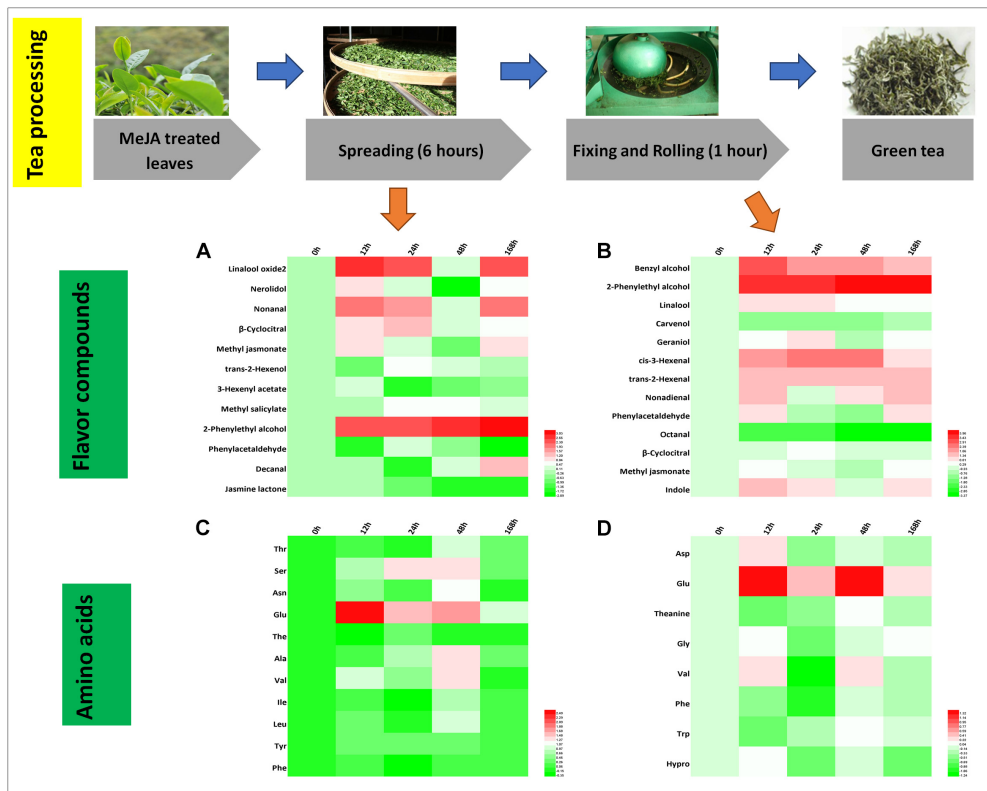 Tea processing
MeJA treated
leaves
Spreading (6 hours)
Fixing and Rolling (1 hour)
Green tea
Flavor compounds
A
0h
12h
24h
48h
168h
Linalool oxide2
Nerolidol
Nonanal
β-Cyclocitral
Methyl jasmonate
trans-2-Hexenol
3-Hexenyl acetate
Methyl salicylate
2-Phenylethyl alcohol
Phenylacetaldehyde
Decanal
Jasmine lactone
B
0h
12h
24h
48h
168h
Benzyl alcohol
2-Phenylethyl alcohol
Linalool
Carvenol
Geraniol
cis-3-Hexenal
trans-2-Hexenal
Nonadienal
Phenylacetaldehyde
Octanal
β-Cyclocitral
Methyl jasmonate
Indole
Amino acids
C
0h
12h
24h
48h
168h
Thr
Ser
Asn
Glu
The
Ala
Val
Ile
Leu
Tyr
Phe
D
0h
12h
24h
48h
168h
Asp
Glu
Theanine
Gly
Val
Phe
Trp
Hypro